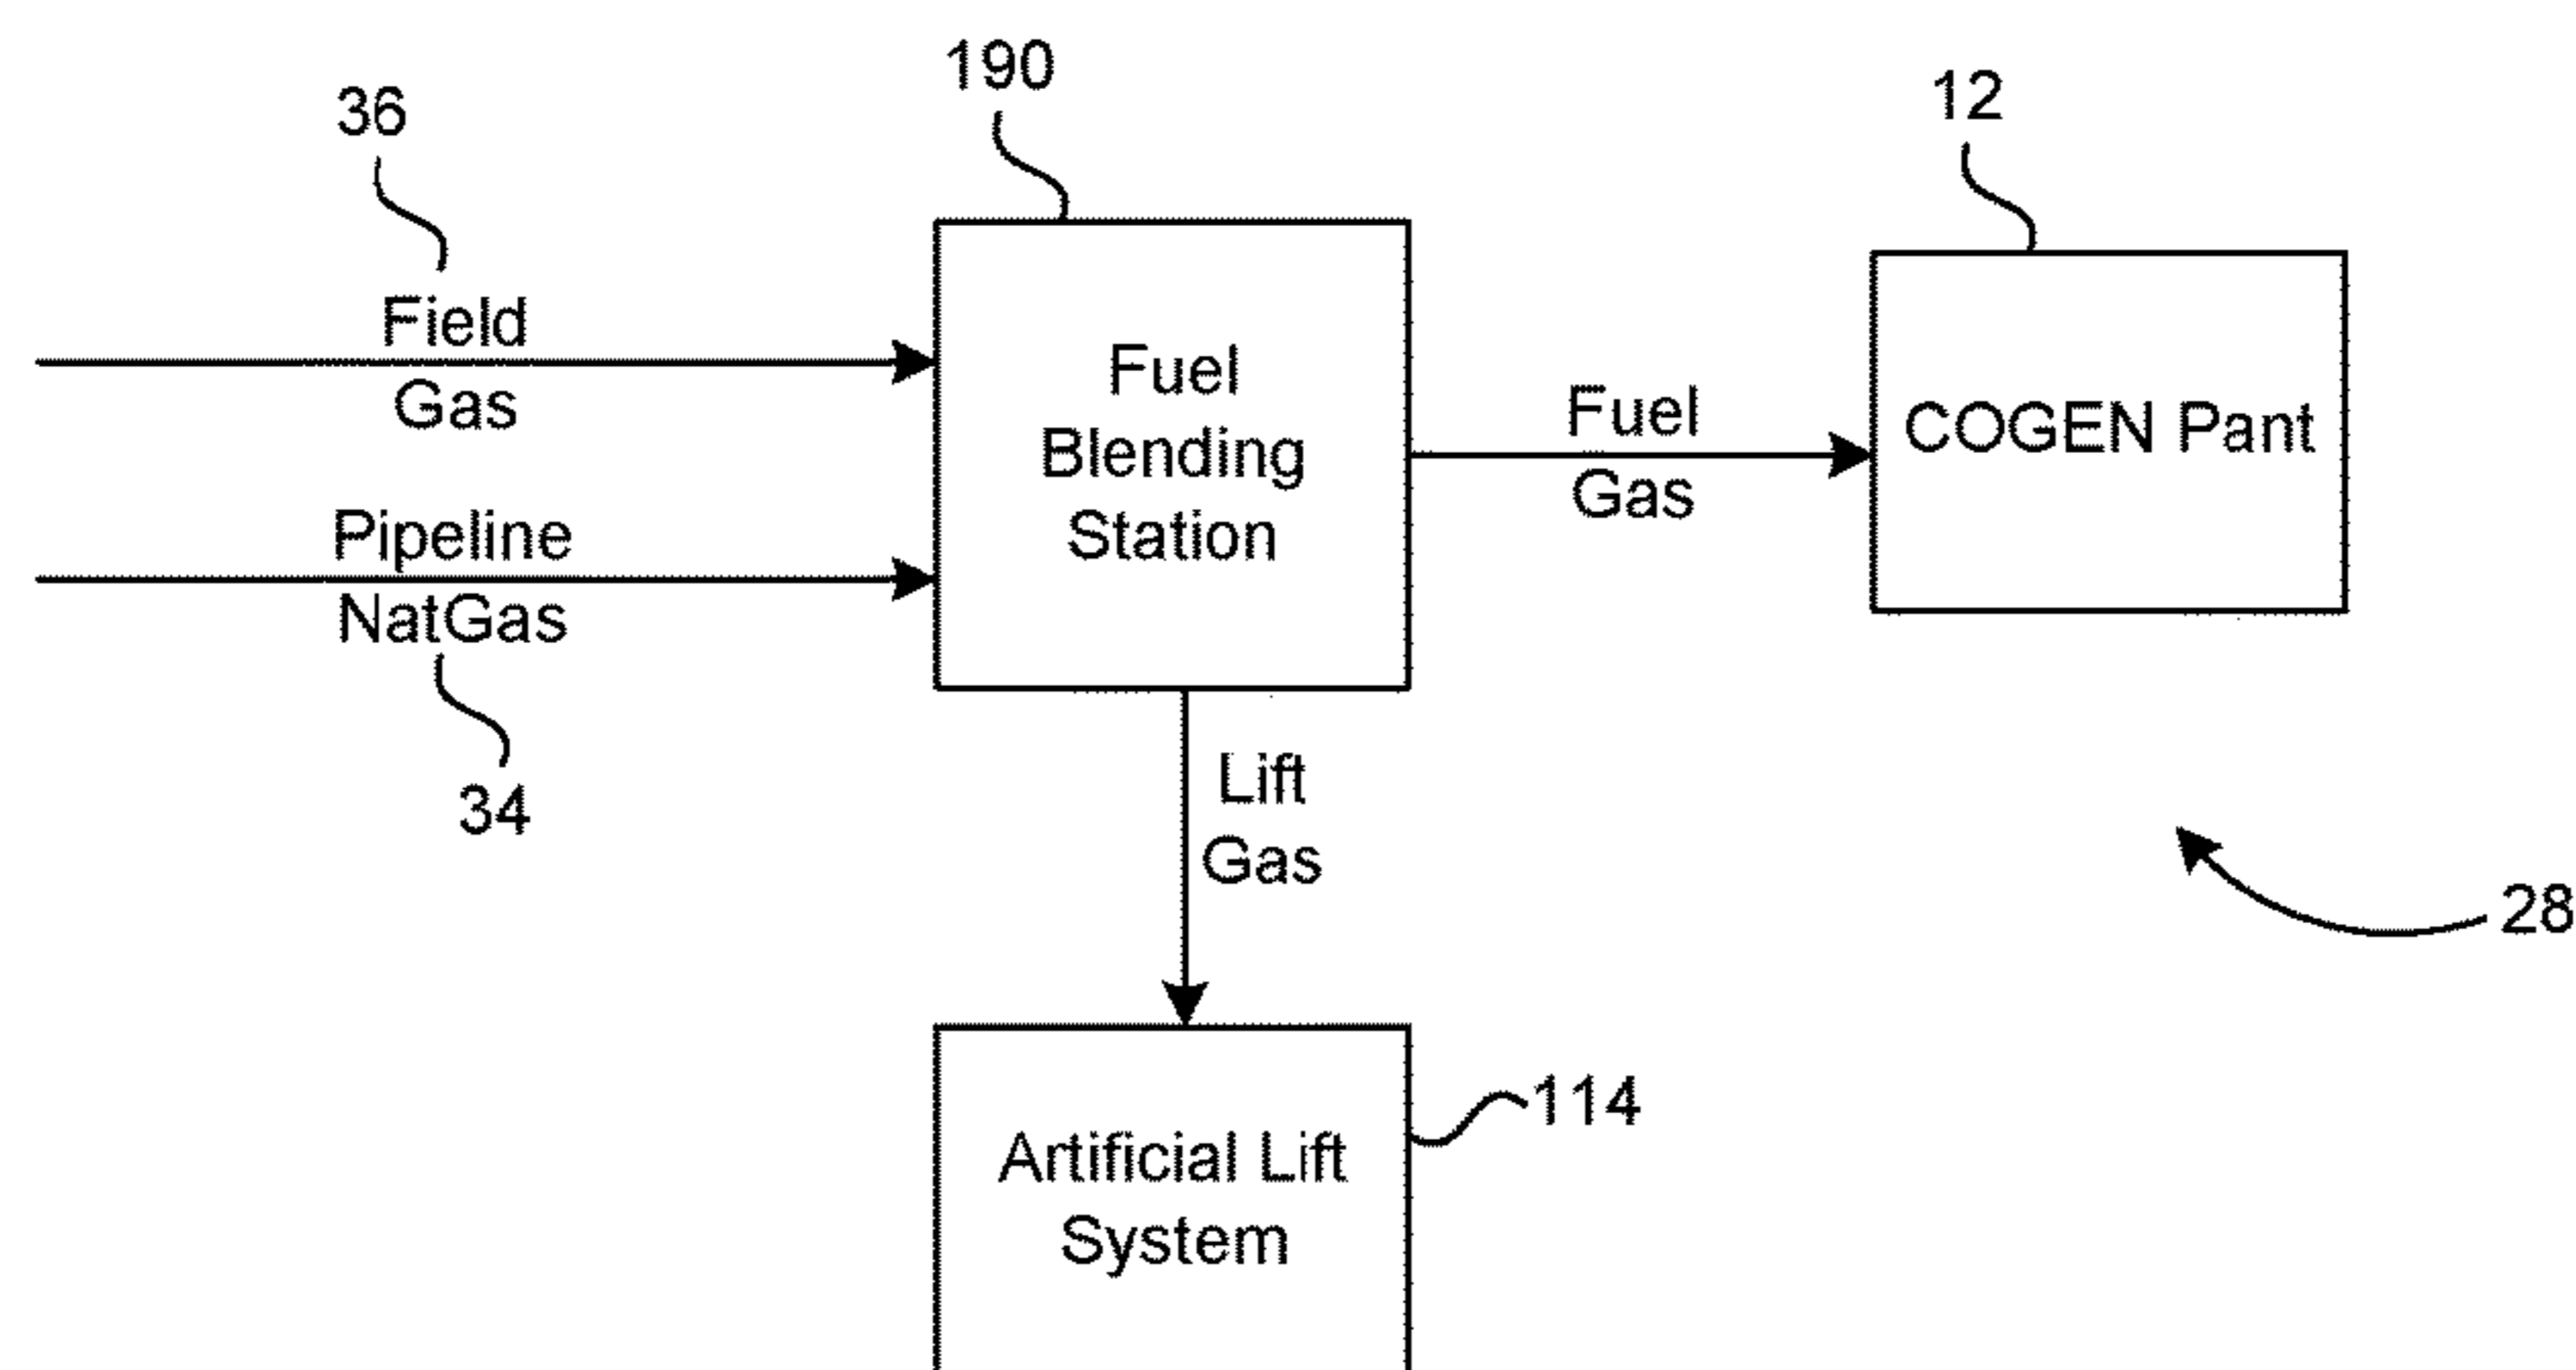 190
12
36
Field
Gas
Fuel
Blending
Station
Fuel
Gas
COGEN Pant
Pipeline
NatGas
34
Lift
Gas
28
114
Artificial Lift
System